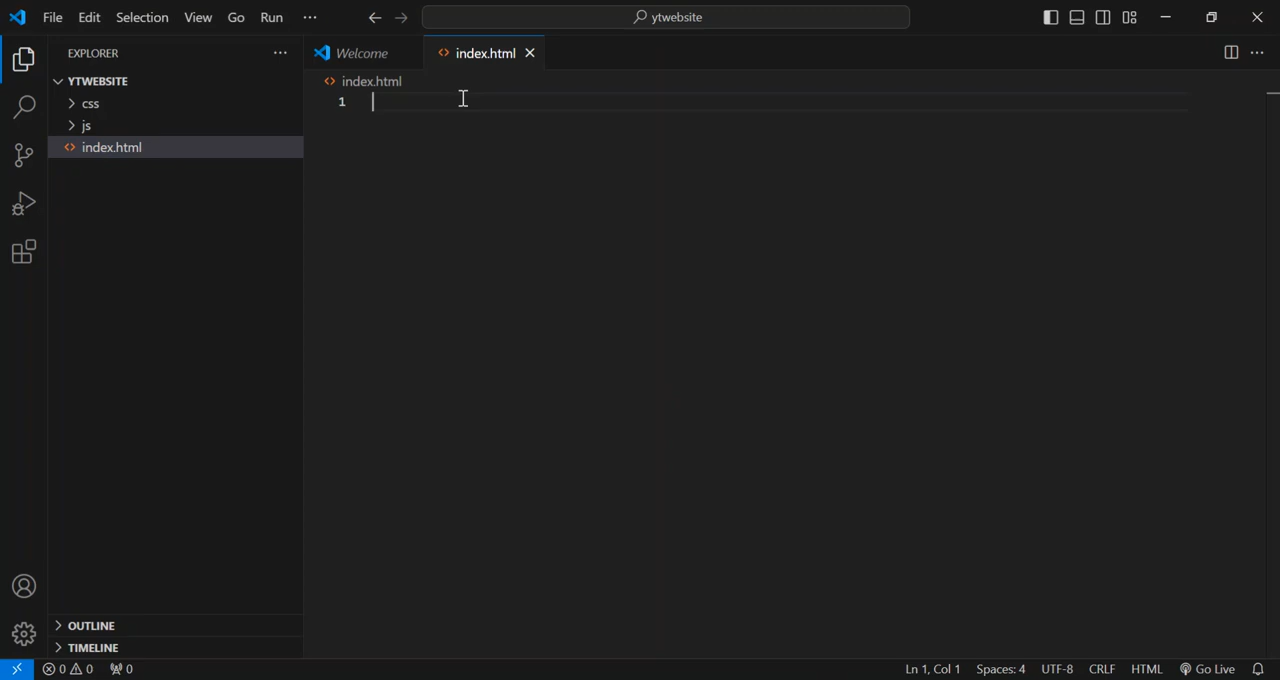 File Edit Selection View Go Run ··· ytwebsite
EXPLORER ···
Welcome index.html
YTWEBSITE
css
js
index.html
index.html
1
OUTLINE
TIMELINE
0 0 0 Ln 1, Col 1 Spaces: 4 UTF-8 CRLF HTML Go Live